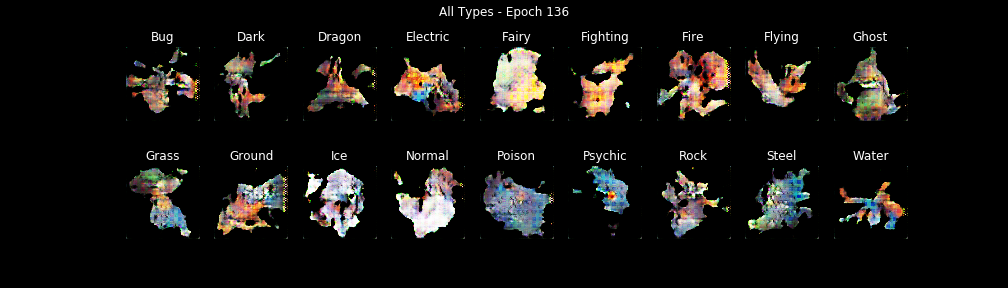 All Types - Epoch 136
Bug Dark Dragon Electric Fairy Fighting Fire Flying Ghost
Grass Ground Ice Normal Poison Psychic Rock Steel Water